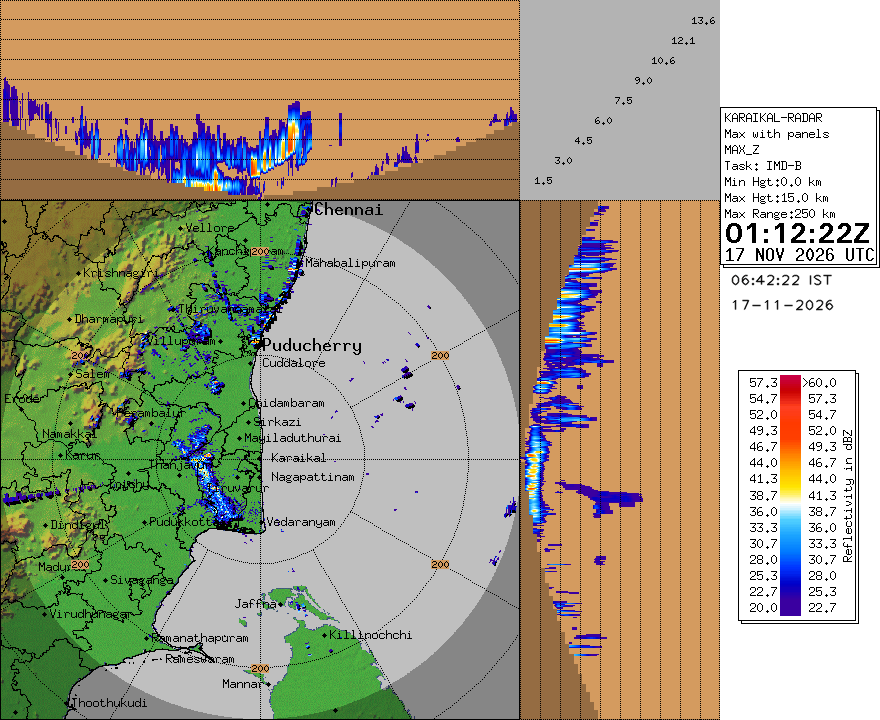 13.6
12.1
10.6
9.0
7.5
6.0
4.5
3.0
1.5
KARAIKAL-RADAR
Max with panels
MAX_Z
Task: IMD-B
Min Hgt:0.0 km
Max Hgt:15.0 km
Max Range:250 km
01:12:22Z
17 NOV 2026 UTC
06:42:22 IST
17-11-2026
57.3 >60.0
54.7 57.3
52.0 54.7
49.3 52.0
46.7 49.3
44.0 46.7
41.3 44.0
38.7 41.3
36.0 38.7
33.3 36.0
30.7 33.3
28.0 30.7
25.3 28.0
22.7 25.3
20.0 22.7
Reflectivity in dBZ
Chennai
Vellore
200
Mahabalipuram
Krishnagiri
Dharmapuri
Villupuram
Puducherry
200
200
Cuddalore
Salem
Erode
Chidambaram
Perambalur
Sirkazi
Namakkal
Mayiladuthurai
Karur
Karaikal
Nagapattinam
Vedaranyam
200
200
Sivaganga
Jaffna
Virudhunagar
Ramanathapuram
Killinochchi
Rameswaram
200
Mannar
Thoothukudi